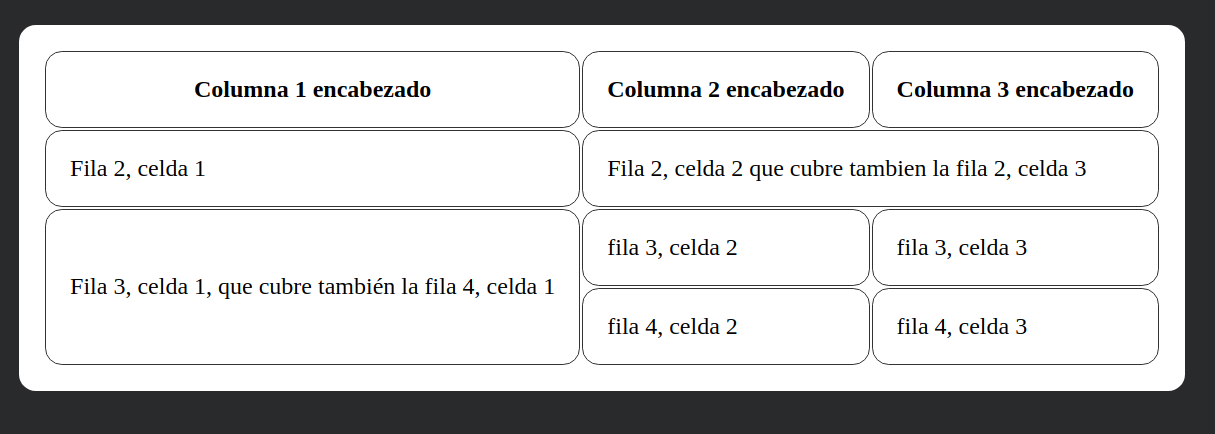 Columna 1 encabezado
Columna 2 encabezado
Columna 3 encabezado
Fila 2, celda 1
Fila 2, celda 2 que cubre tambien la fila 2, celda 3
Fila 3, celda 1, que cubre también la fila 4, celda 1
fila 3, celda 2
fila 3, celda 3
fila 4, celda 2
fila 4, celda 3